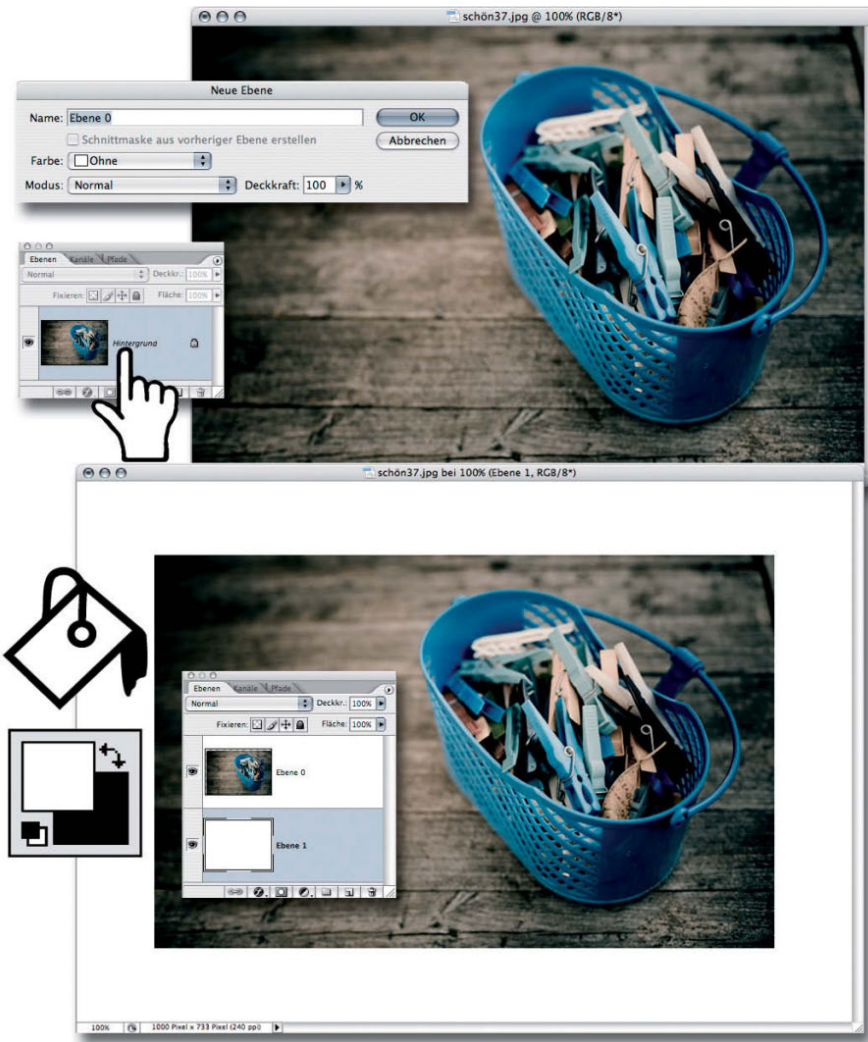 schön37.jpg @ 100% (RGB/8*)
Neue Ebene
Name: Ebene 0
OK
Schnittmaske aus vorheriger Ebene erstellen
Abbrechen
Farbe: Ohne
Modus: Normal Deckkraft: 100 %
Ebenen Kanäle Pfade
Normal Deckkr.: 100%
Fixieren: Fläche: 100%
Hintergrund
schön37.jpg bei 100% (Ebene 1, RGB/8*)
Ebenen Kanäle Pfade
Normal Deckkr.: 100%
Fixieren: Fläche: 100%
Ebene 0
Ebene 1
100% 1000 Pixel x 733 Pixel (240 ppi)